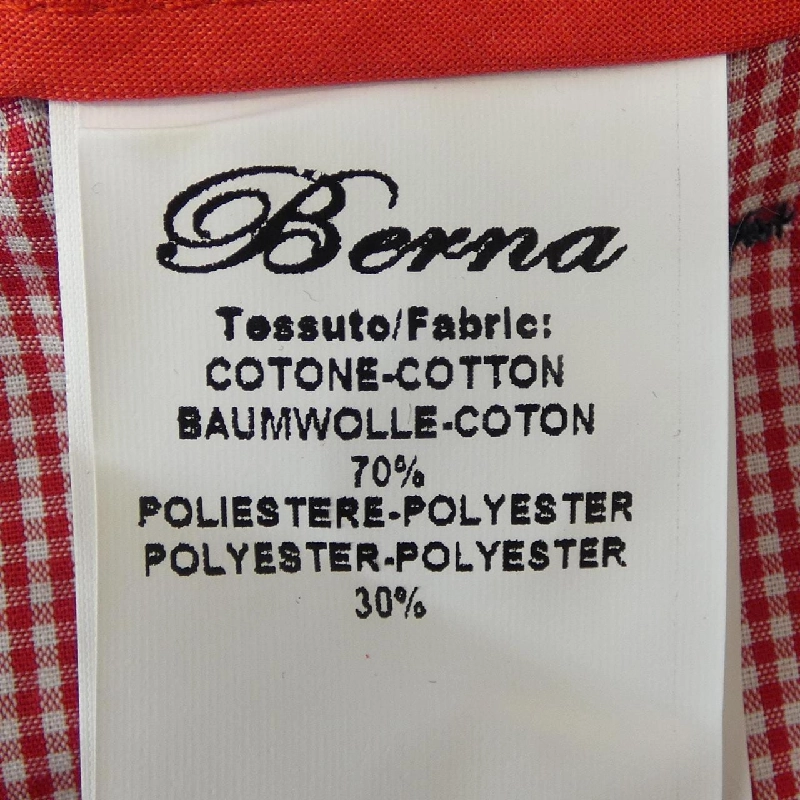 Berna
Tessuto/Fabric:
COTONE-COTTON
BAUMWOLLE-COTON
70%
POLIESTERE-POLYESTER
POLYESTER-POLYESTER
30%